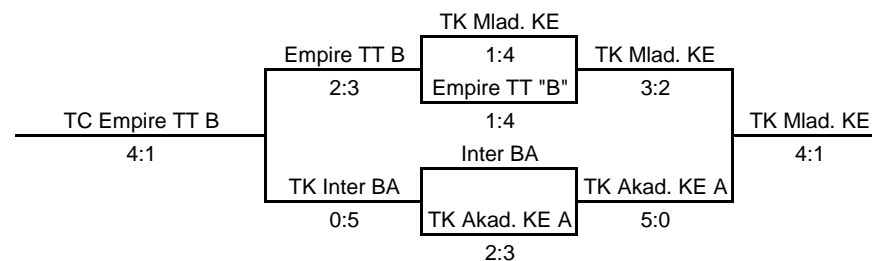 TK Mlad. KE
Empire TT B 1:4 TK Mlad. KE
2:3 Empire TT "B" 3:2
TC Empire TT B 1:4 TK Mlad. KE
4:1 Inter BA 4:1
TK Inter BA TK Akad. KE A
0:5 TK Akad. KE A 5:0
2:3